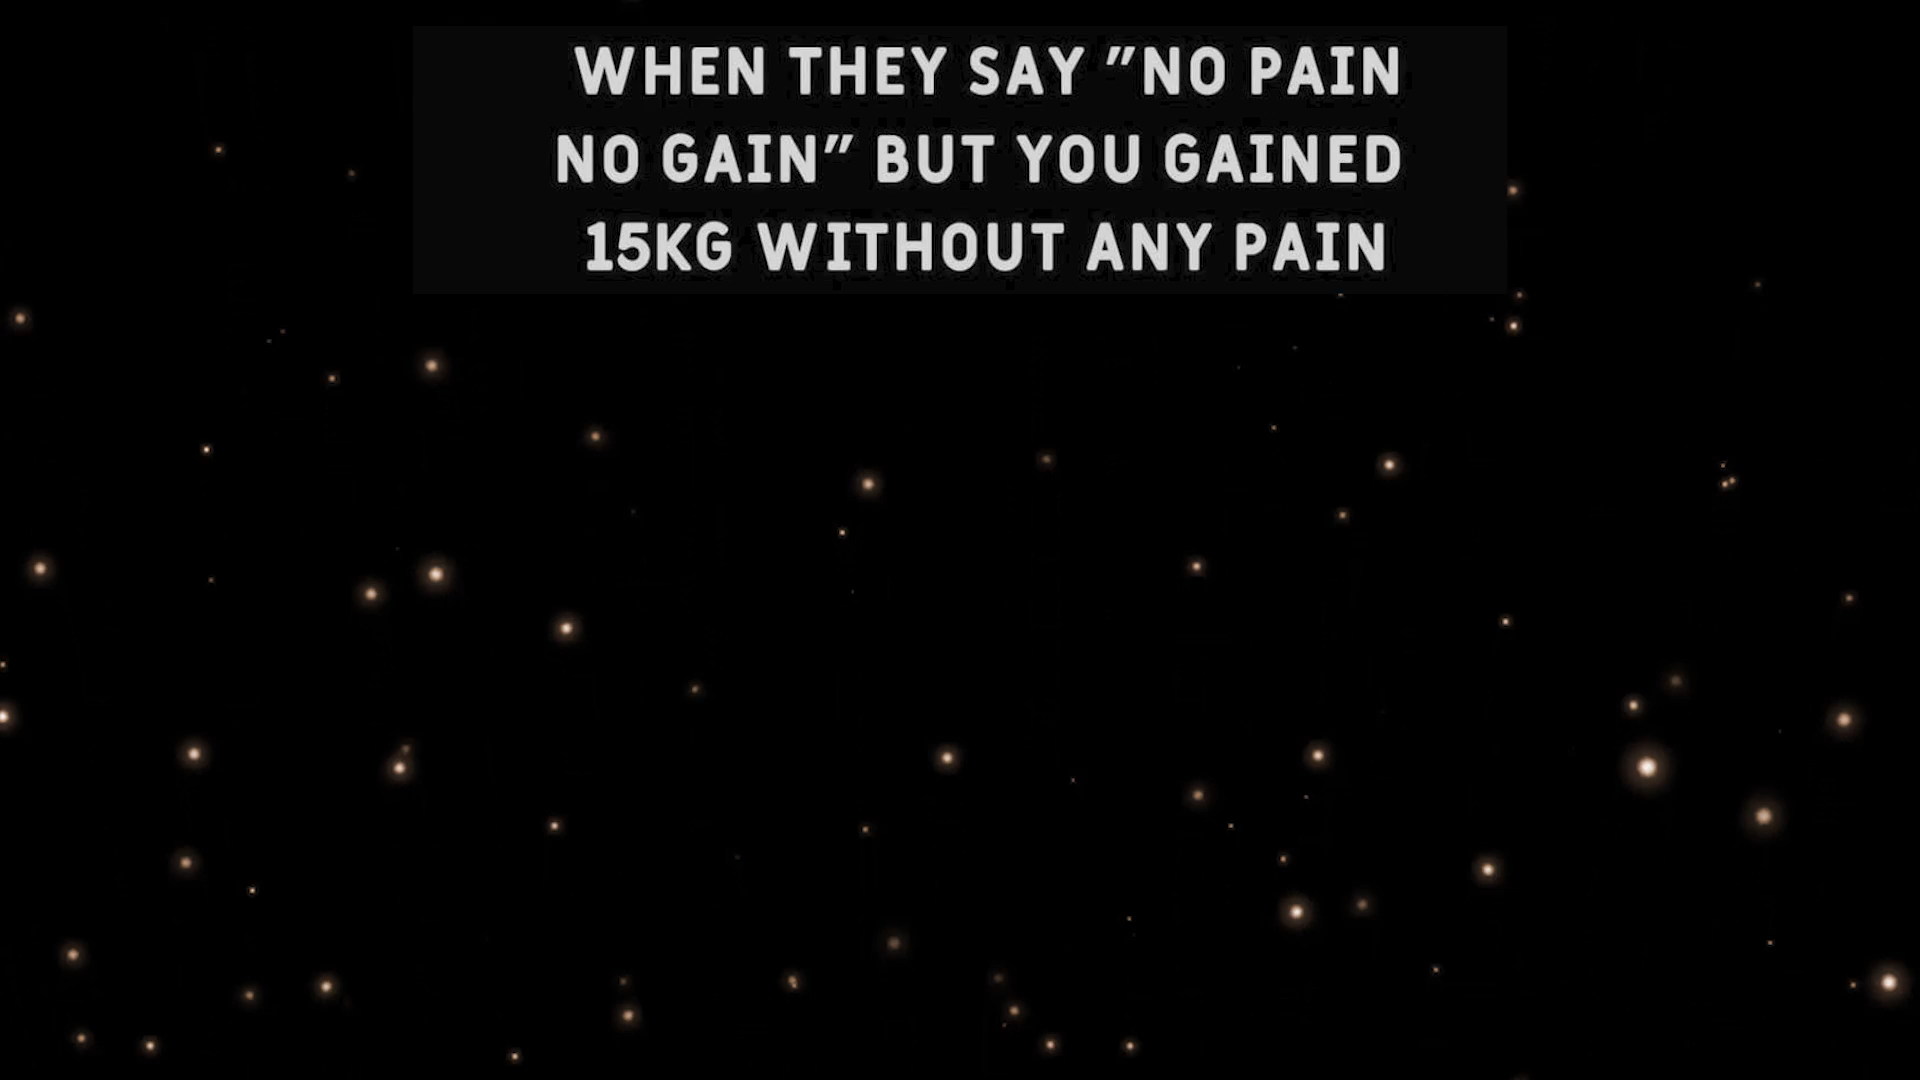 WHEN THEY SAY "NO PAIN
NO GAIN" BUT YOU GAINED
15KG WITHOUT ANY PAIN